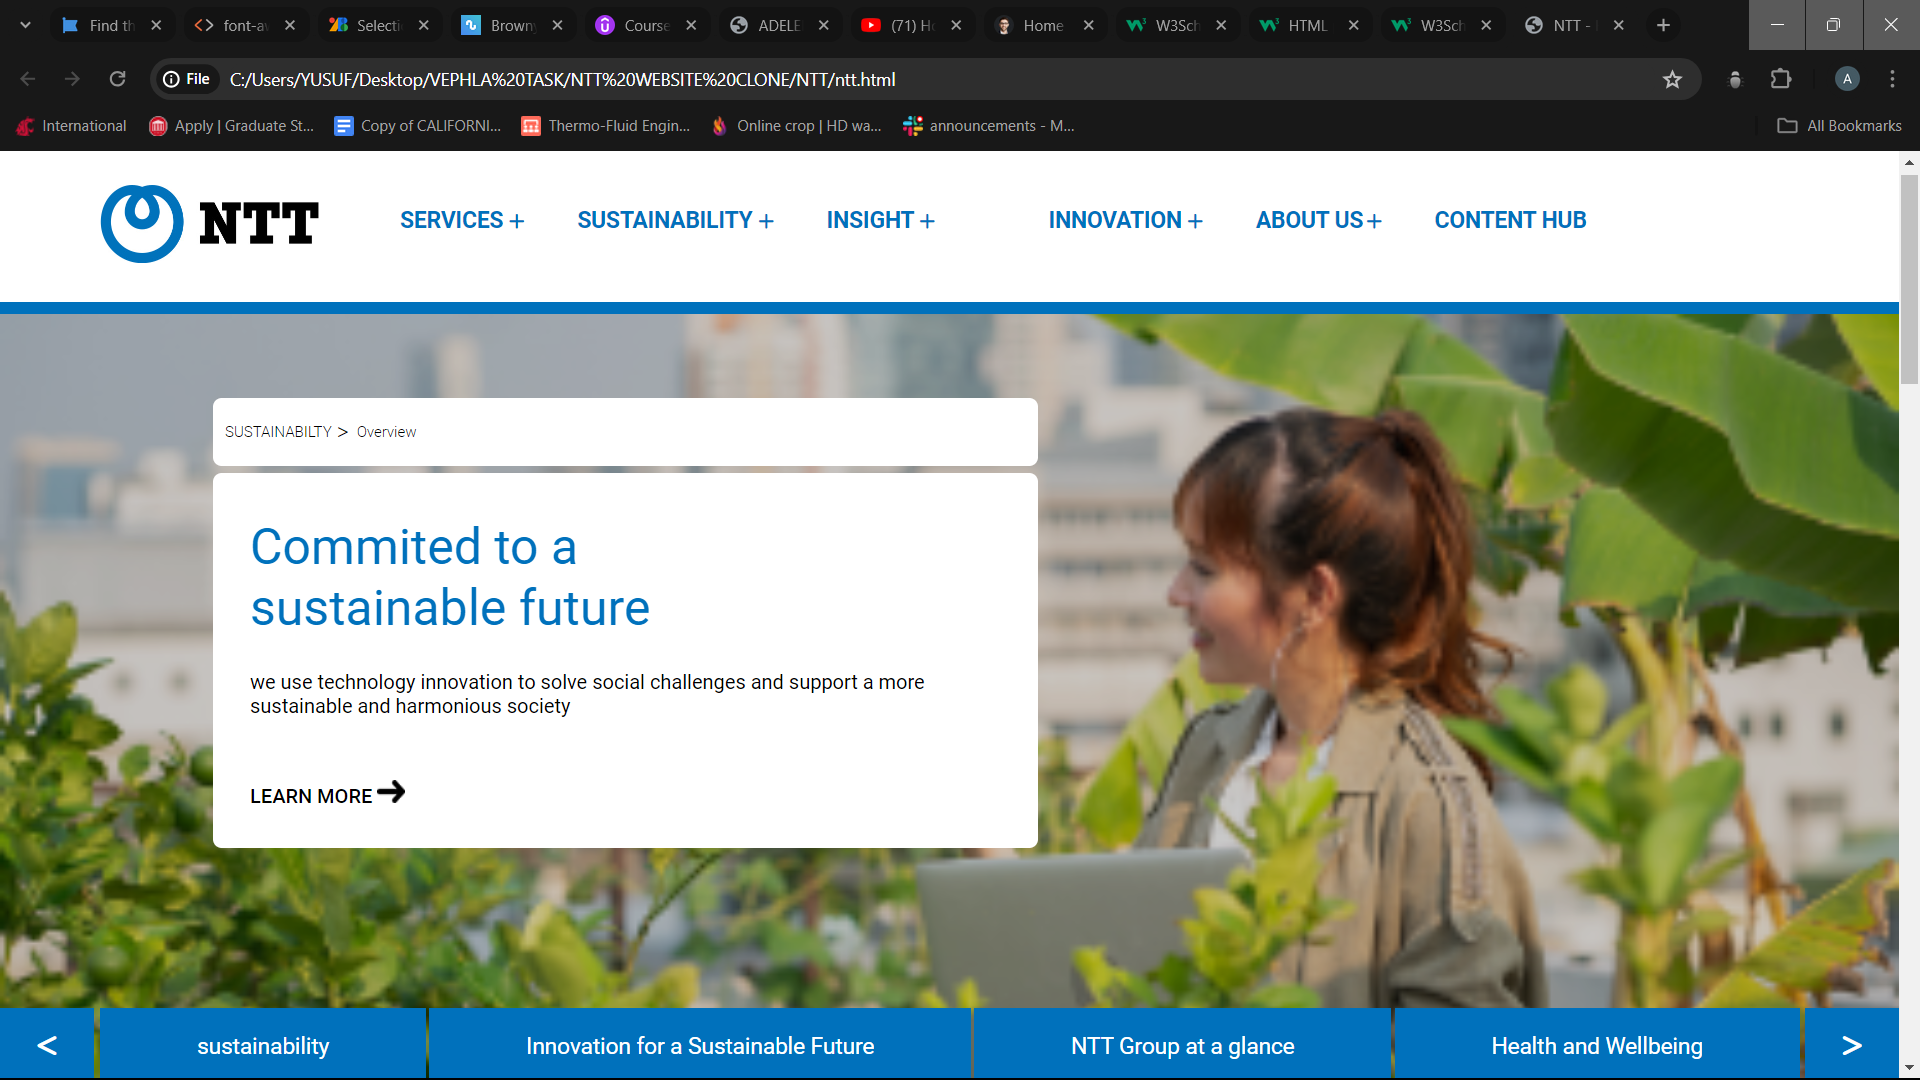 Find th
font-aw
Selecti
Browny
Course
ADELE
(71) Ho
Home
W3Sch
HTML
W3Sch
NTT -
File
C:/Users/YUSUF/Desktop/VEPHLA%20TASK/NTT%20WEBSITE%20CLONE/NTT/ntt.html
A
International
Apply | Graduate St...
Copy of CALIFORNI...
Thermo-Fluid Engin...
Online crop | HD wa...
announcements - M...
All Bookmarks
NTT
SERVICES +
SUSTAINABILITY +
INSIGHT +
INNOVATION +
ABOUT US+
CONTENT HUB
SUSTAINABILTY > Overview
Commited to a
sustainable future
we use technology innovation to solve social challenges and support a more
sustainable and harmonious society
LEARN MORE
<
sustainability
Innovation for a Sustainable Future
NTT Group at a glance
Health and Wellbeing
>